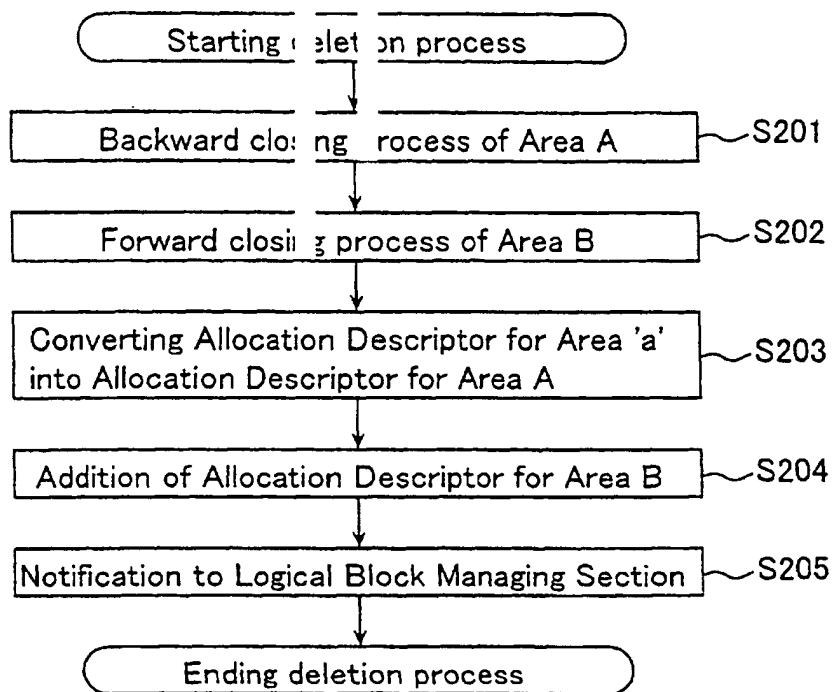 Starting deletion process
Backward closing process of Area A
S201
Forward closing process of Area B
S202
Converting Allocation Descriptor for Area 'a'
into Allocation Descriptor for Area A
S203
Addition of Allocation Descriptor for Area B
S204
Notification to Logical Block Managing Section
S205
Ending deletion process